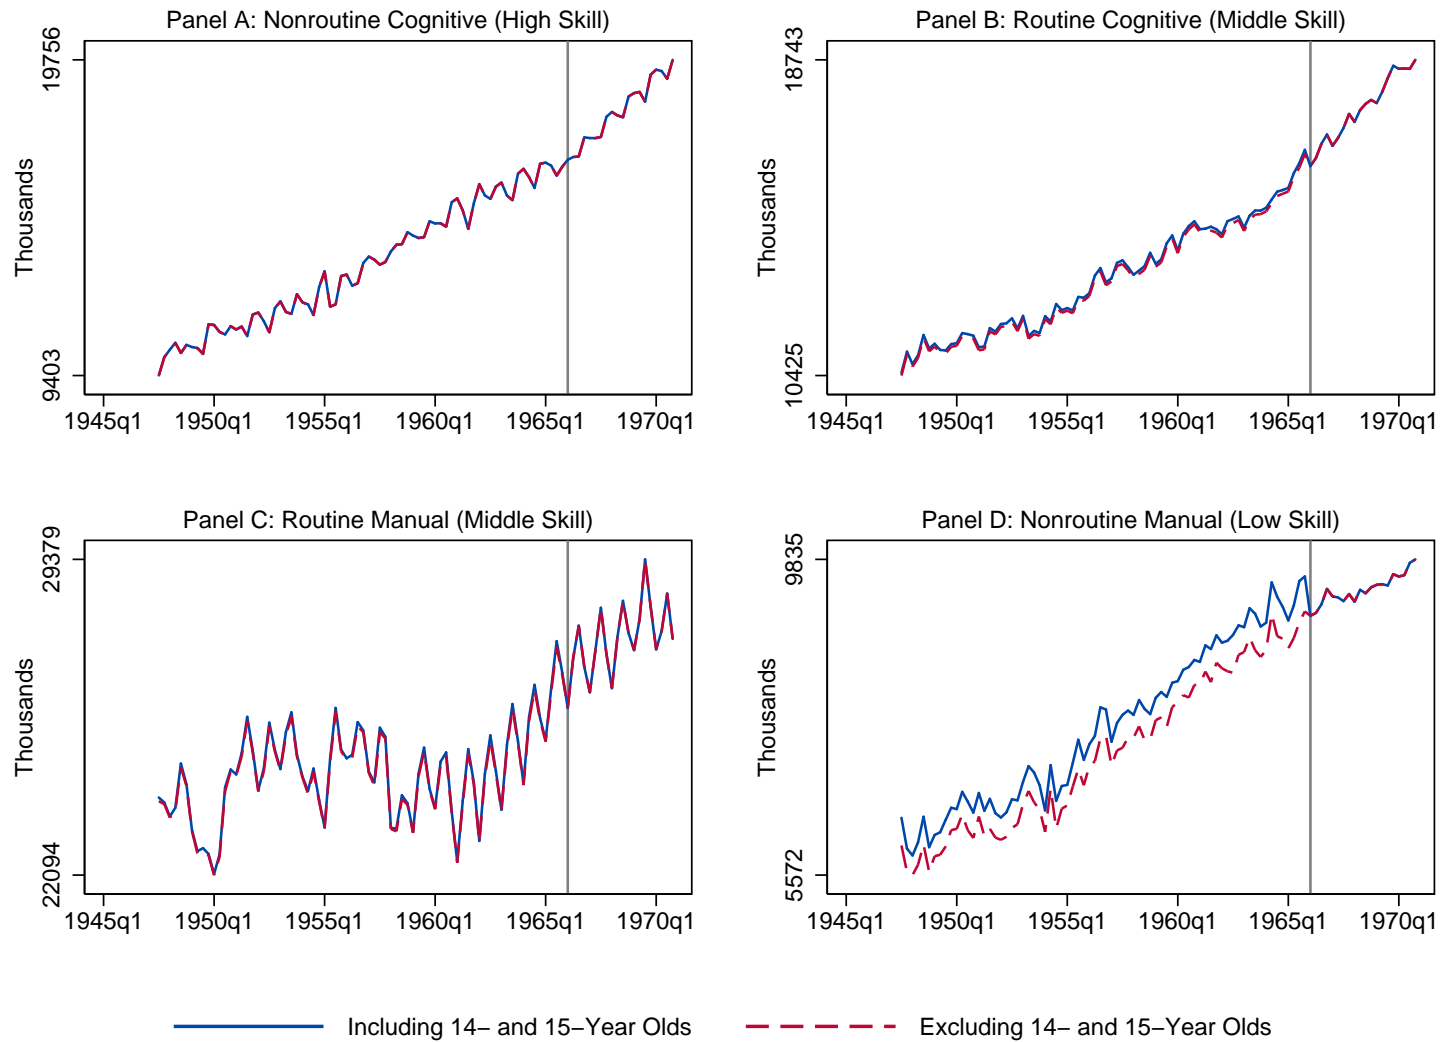 Panel A: Nonroutine Cognitive (High Skill)
Thousands
19756
9403
1945q1 1950q1 1955q1 1960q1 1965q1 1970q1
Panel B: Routine Cognitive (Middle Skill)
Thousands
18743
10425
1945q1 1950q1 1955q1 1960q1 1965q1 1970q1
Panel C: Routine Manual (Middle Skill)
Thousands
29379
22094
1945q1 1950q1 1955q1 1960q1 1965q1 1970q1
Panel D: Nonroutine Manual (Low Skill)
Thousands
9835
5572
1945q1 1950q1 1955q1 1960q1 1965q1 1970q1
Including 14− and 15−Year Olds
Excluding 14− and 15−Year Olds